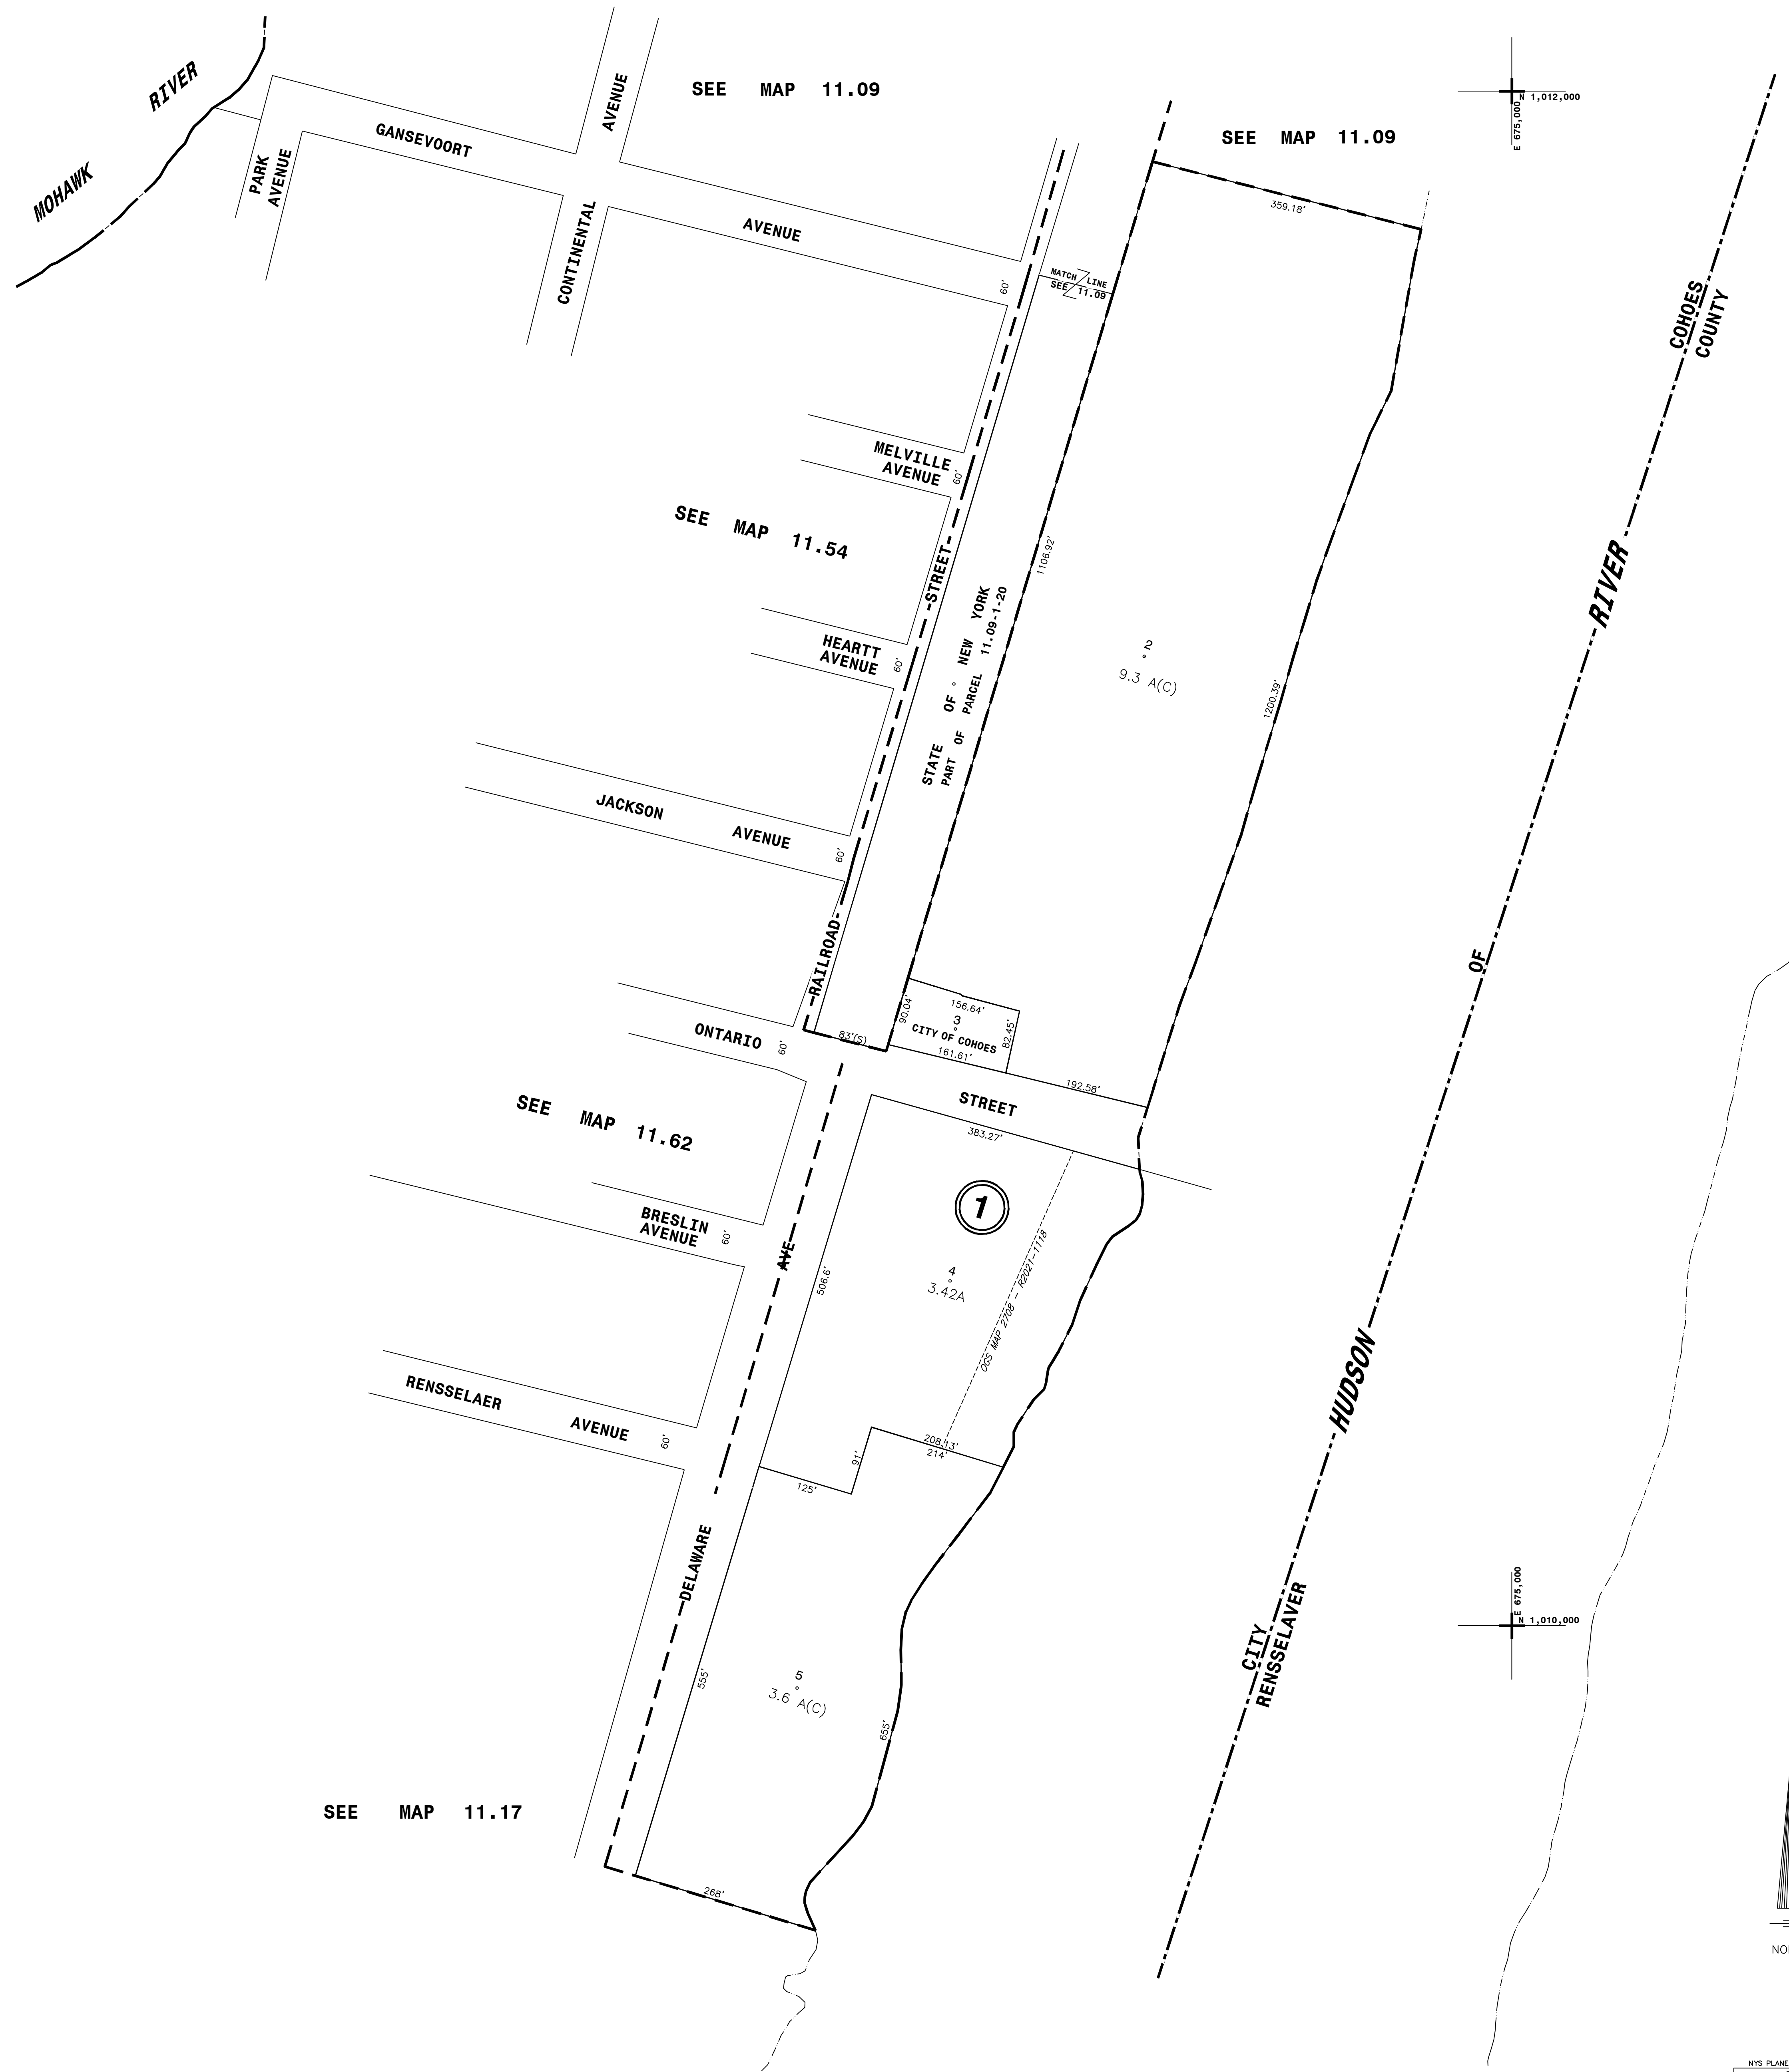 MOHAWK RIVER
GANSEVOORT AVENUE
PARK
AVENUE
CONTINENTAL AVENUE
SEE MAP 11.09
SEE MAP 11.09
N 1,012,000
E 675,000
359.18'
60'
MATCH LINE
SEE 11.09
COHOES
COUNTY
MELVILLE
AVENUE
60'
SEE MAP 11.54
STREET
1106.92'
RIVER
STATE OF NEW YORK
PART OF PARCEL 11.09-1-20
HEARTT
AVENUE
60'
2
9.3 A(C)
1200.39'
JACKSON AVENUE
60'
RAILROAD
OF
ONTARIO
60'
83'(S)
90.04'
156.64'
3
CITY OF COHOES
82.45'
161.61'
192.58'
STREET
383.27'
SEE MAP 11.62
1
BRESLIN
AVENUE
60'
AVE
506.6'
4
3.42A
OGS MAP 2708 - R2021-1118
HUDSON
RENSSELAER AVENUE
60'
208.13'
214'
91'
125'
DELAWARE
E 675,000
N 1,010,000
CITY
RENSSELAVER
555'
5
3.6 A(C)
655'
SEE MAP 11.17
268'
NYS PLANE